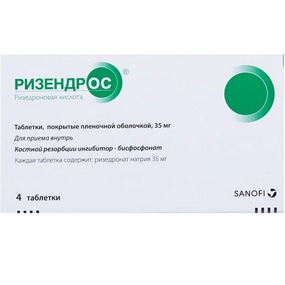 РИЗЕНДРОС®
Ризедроновая кислота
Таблетки, покрытые пленочной оболочкой, 35 мг
Для приема внутрь
Костной резорбции ингибитор - бисфосфонат
Каждая таблетка содержит: ризедронат натрия 35 мг
4 таблетки
SANOFI